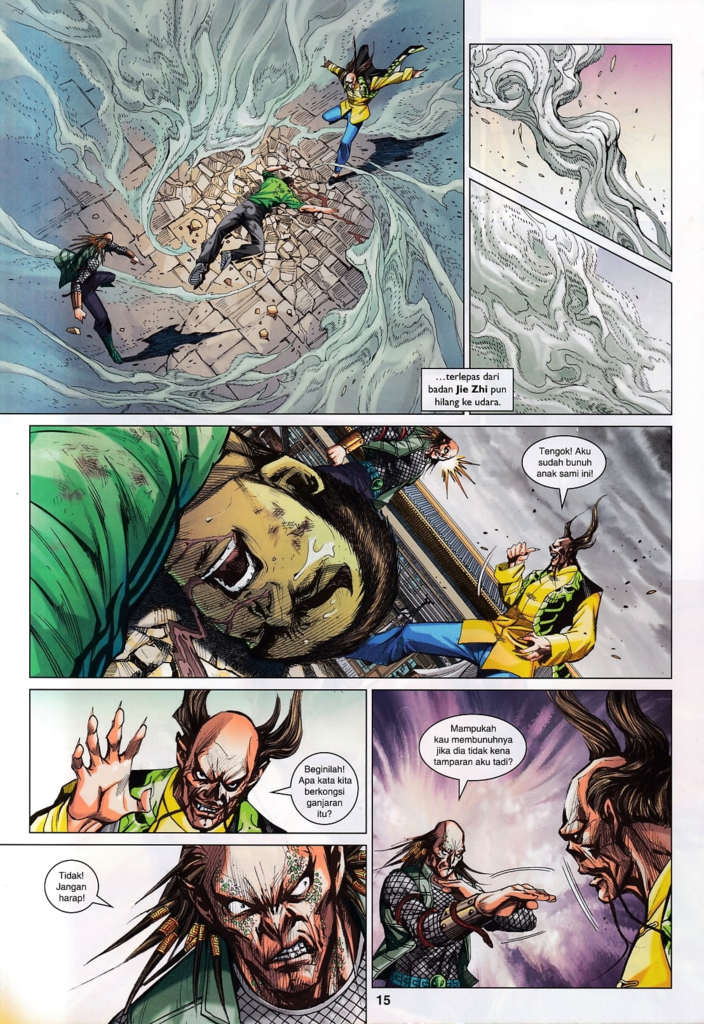 ...terlepas dari
badan Jie Zhi pun
hilang ke udara.
Tengok! Aku
sudah bunuh
anak sami ini!
Beginilah!
Apa kata kita
berkongsi
ganjaran
itu?
Mampukah
kau membunuhnya
jika dia tidak kena
tamparan aku tadi?
Tidak!
Jangan
harap!
15